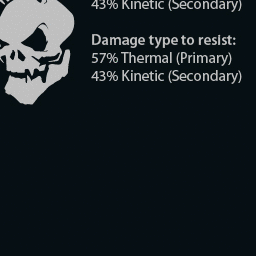 43% Kinetic (Secondary)
Damage type to resist:
57% Thermal (Primary)
43% Kinetic (Secondary)